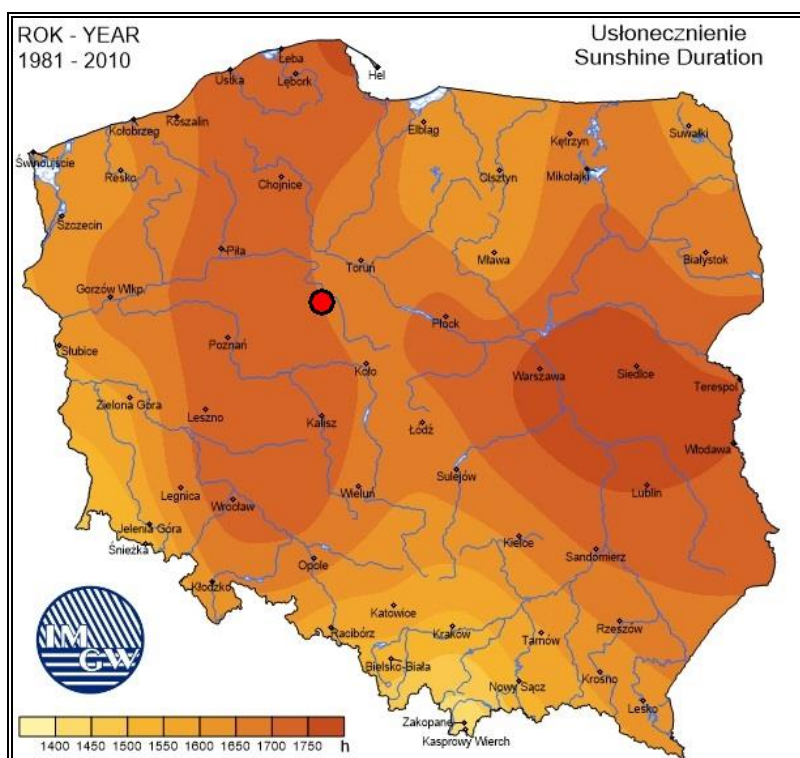 ROK - YEAR
1981 - 2010
Usłonecznienie
Sunshine Duration
Łeba
Hel
Ustka
Lębork
Koszalin
Kołobrzeg
Elbląg
Kętrzyn
Suwałki
Świnoujście
Resko
Chojnice
Olsztyn
Mikołajki
Szczecin
Piła
Toruń
Mława
Białystok
Gorzów Wlkp.
Płock
Słubice
Poznań
Koło
Warszawa
Siedlce
Terespol
Zielona Góra
Leszno
Kalisz
Łódź
Włodawa
Sulejów
Legnica
Wrocław
Wieluń
Lublin
Jelenia Góra
Śnieżka
Kielce
Sandomierz
Opole
Kłodzko
Katowice
Racibórz
Kraków
Tarnów
Rzeszów
Bielsko-Biała
Nowy Sącz
Krosno
Lesko
Zakopane
Kasprowy Wierch
IM
GW
1400 1450 1500 1550 1600 1650 1700 1750 h